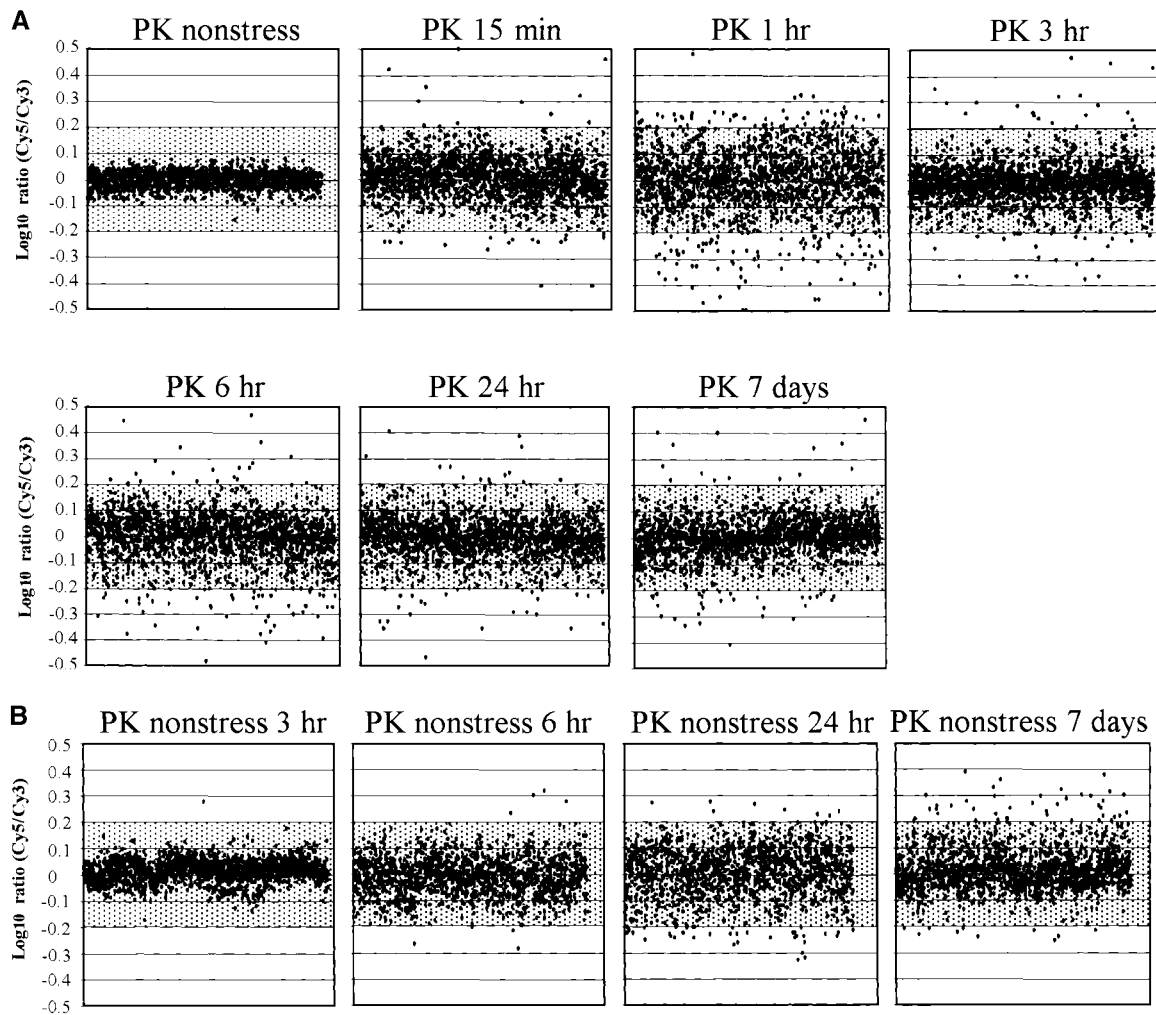 A
PK nonstress
PK 15 min
PK 1 hr
PK 3 hr
Log10 ratio (Cy5/Cy3)
0.5
0.4
0.3
0.2
0.1
0
-0.1
-0.2
-0.3
-0.4
-0.5
PK 6 hr
PK 24 hr
PK 7 days
Log10 ratio (Cy5/Cy3)
0.5
0.4
0.3
0.2
0.1
0
-0.1
-0.2
-0.3
-0.4
-0.5
B
PK nonstress 3 hr
PK nonstress 6 hr
PK nonstress 24 hr
PK nonstress 7 days
Log10 ratio (Cy5/Cy3)
0.5
0.4
0.3
0.2
0.1
0
-0.1
-0.2
-0.3
-0.4
-0.5